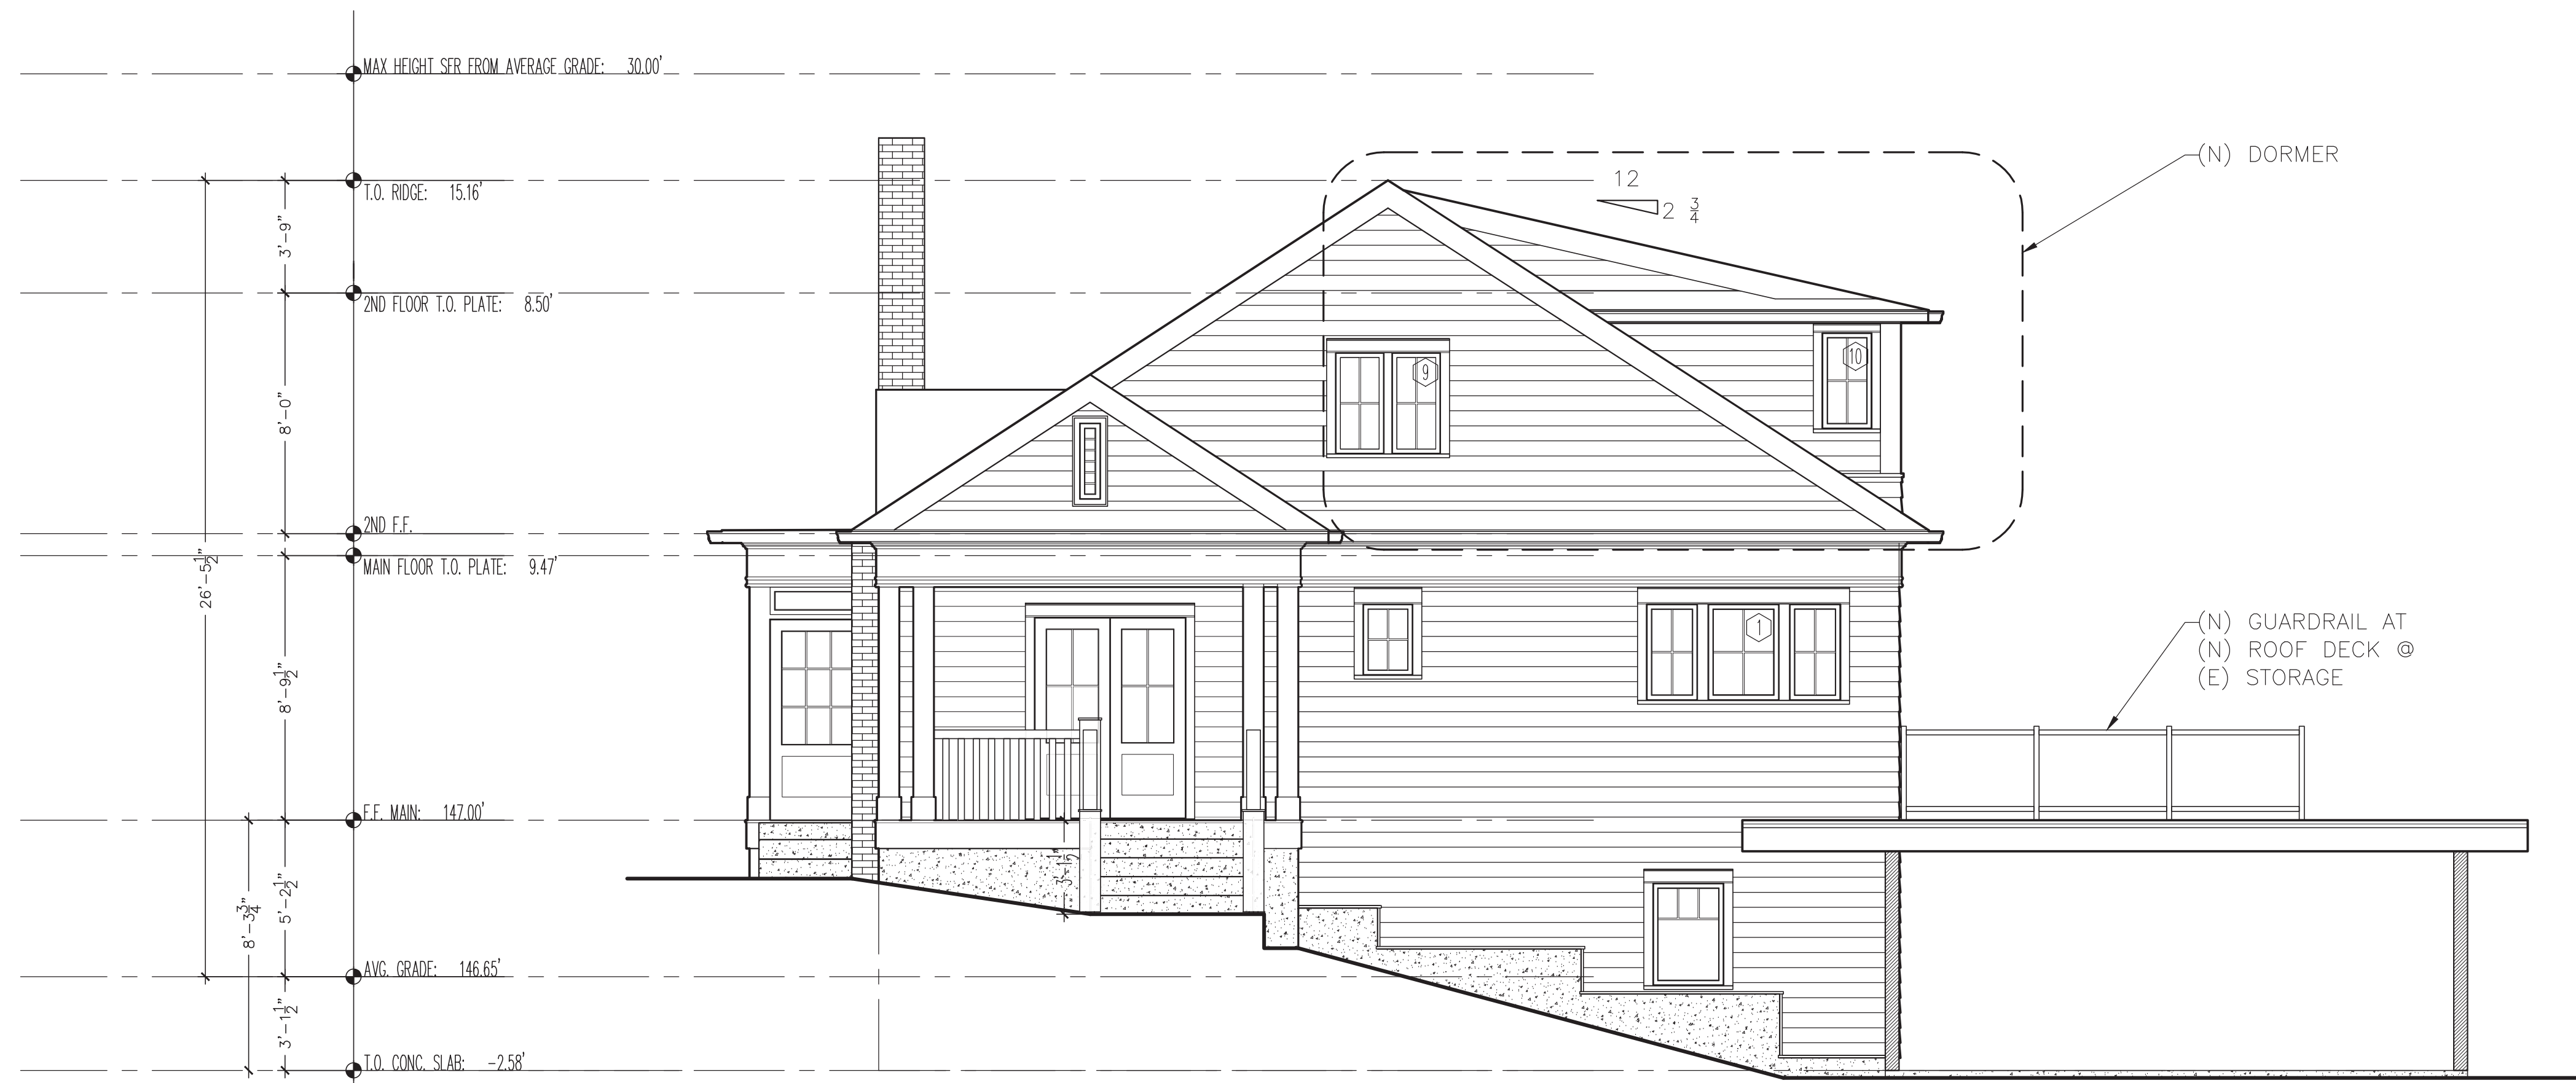 MAX HEIGHT SFR FROM AVERAGE GRADE: 30.00'
(N) DORMER
12
2 3/4
T.O. RIDGE: 15.16'
3'-9"
2ND FLOOR T.O. PLATE: 8.50'
10
9
8'-0"
2ND F.F.
MAIN FLOOR T.O. PLATE: 9.47'
26'-5 1/2"
1
(N) GUARDRAIL AT
(N) ROOF DECK @
(E) STORAGE
8'-9 1/2"
F.F. MAIN: 147.00'
3'-1 1/2"
5'-2 1/2"
8'-3 3/4"
AVG. GRADE: 146.65'
3'-1 1/2"
T.O. CONC. SLAB: -2.58'